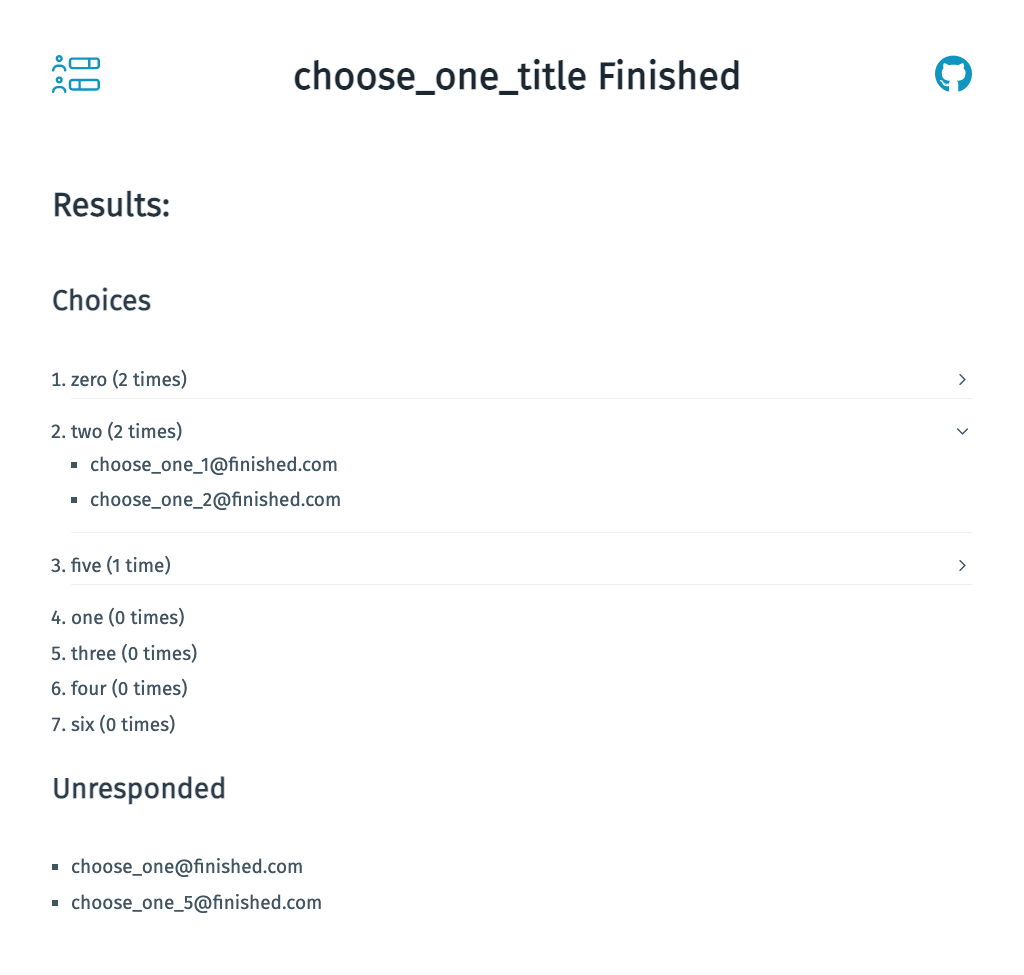 choose_one_title Finished
Results:
Choices
1. zero (2 times)
2. two (2 times)
choose_one_1@finished.com
choose_one_2@finished.com
3. five (1 time)
4. one (0 times)
5. three (0 times)
6. four (0 times)
7. six (0 times)
Unresponded
choose_one@finished.com
choose_one_5@finished.com